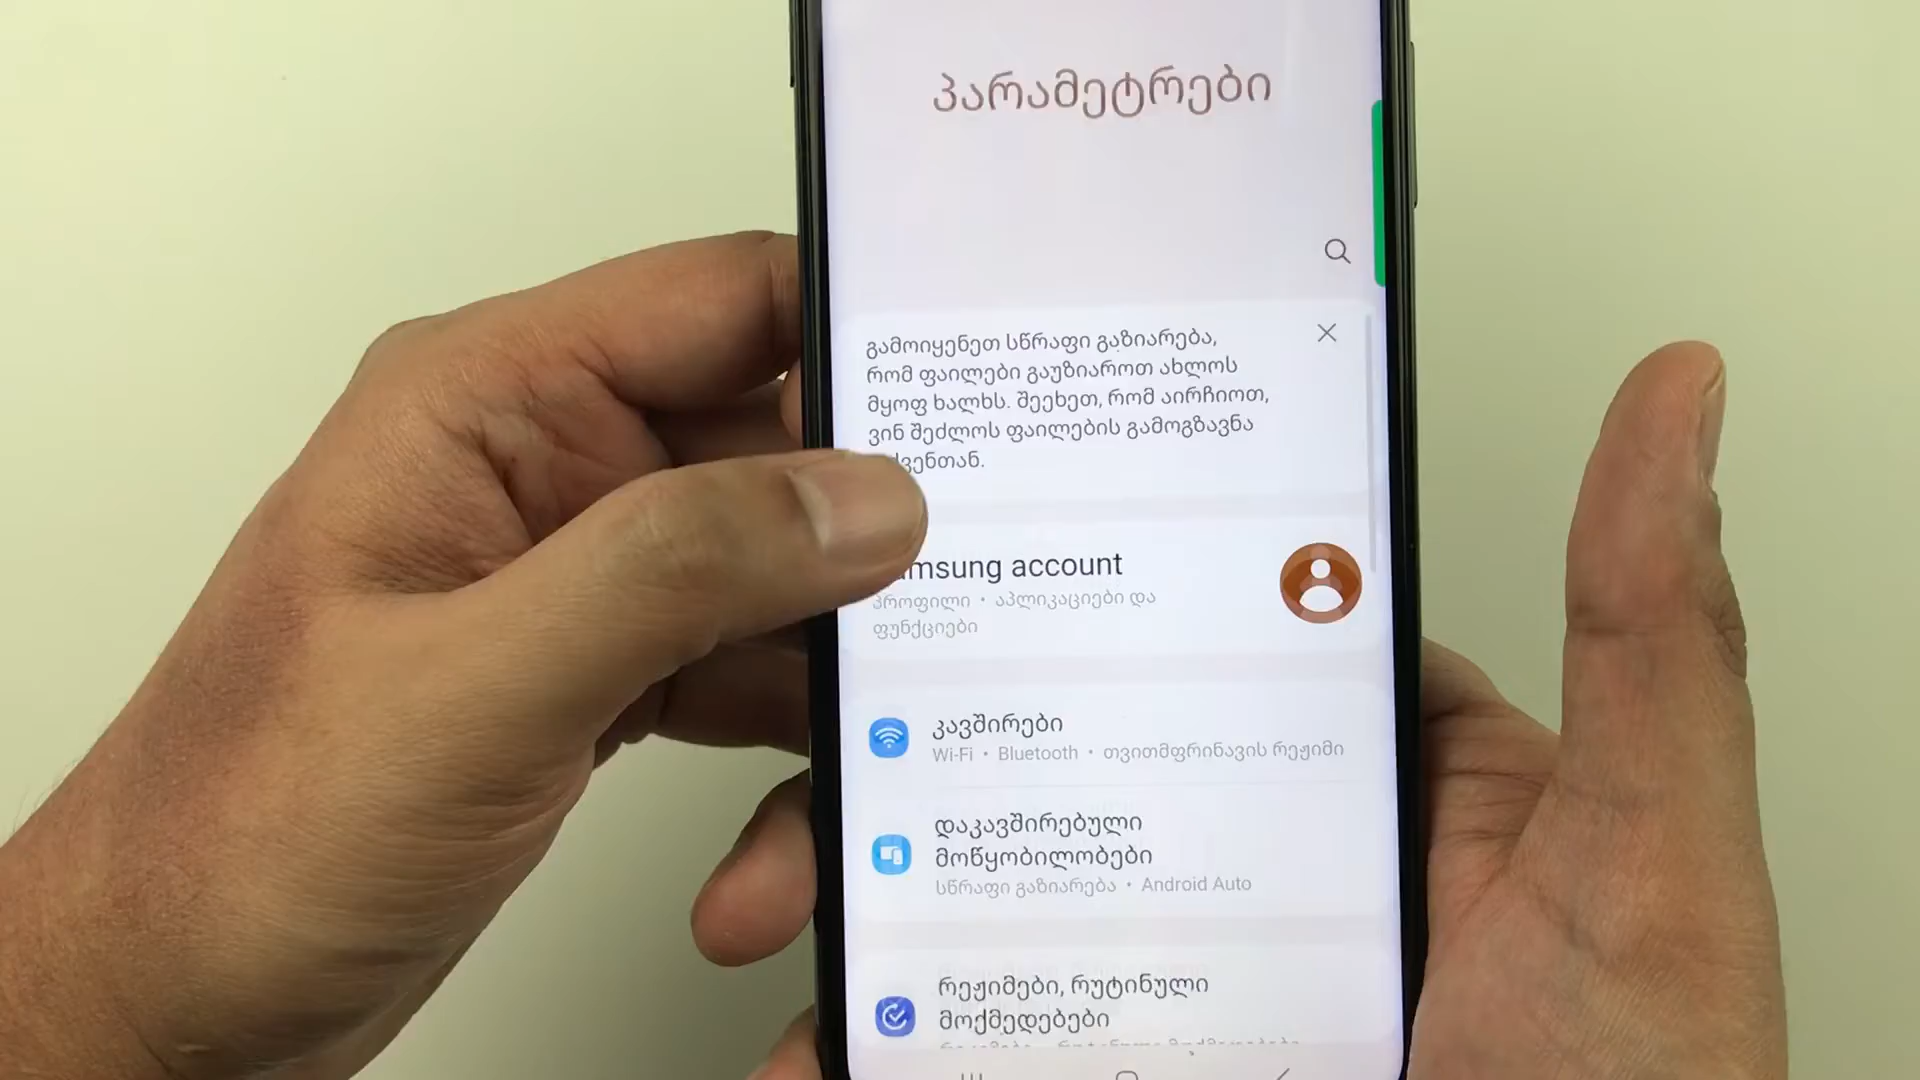 პარამეტრები
გამოიყენეთ სწრაფი გაზიარება,
რომ ფაილები გაუზიაროთ ახლოს
მყოფ ხალხს. შეეხეთ, რომ აირჩიოთ,
ვინ შეძლოს ფაილების გამოგზავნა
account
პროფილი • აპლიკაციები და
ფუნქციები
კავშირები
Wi-Fi • Bluetooth • თვითმფრინავის რეჟიმი
დაკავშირებული
მოწყობილობები
სწრაფი გაზიარება • Android Auto
რეჟიმები, რუტინული
მოქმედებები